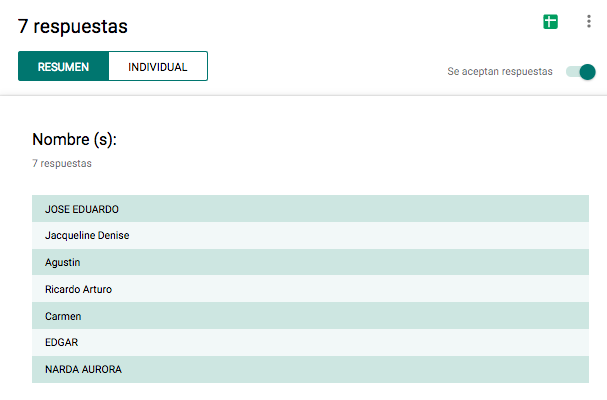 7 respuestas
RESUMEN
INDIVIDUAL
Se aceptan respuestas
Nombre (s):
7 respuestas
JOSE EDUARDO
Jacqueline Denise
Agustin
Ricardo Arturo
Carmen
EDGAR
NARDA AURORA